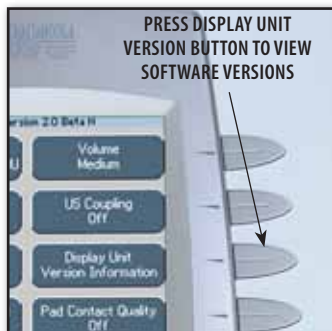 PRESS DISPLAY UNIT
VERSION BUTTON TO VIEW
SOFTWARE VERSIONS
ersion 2.0 Beta N
Volume
Medium
US Coupling
Off
Display Unit
Version Information
Pad Contact Quality
Off